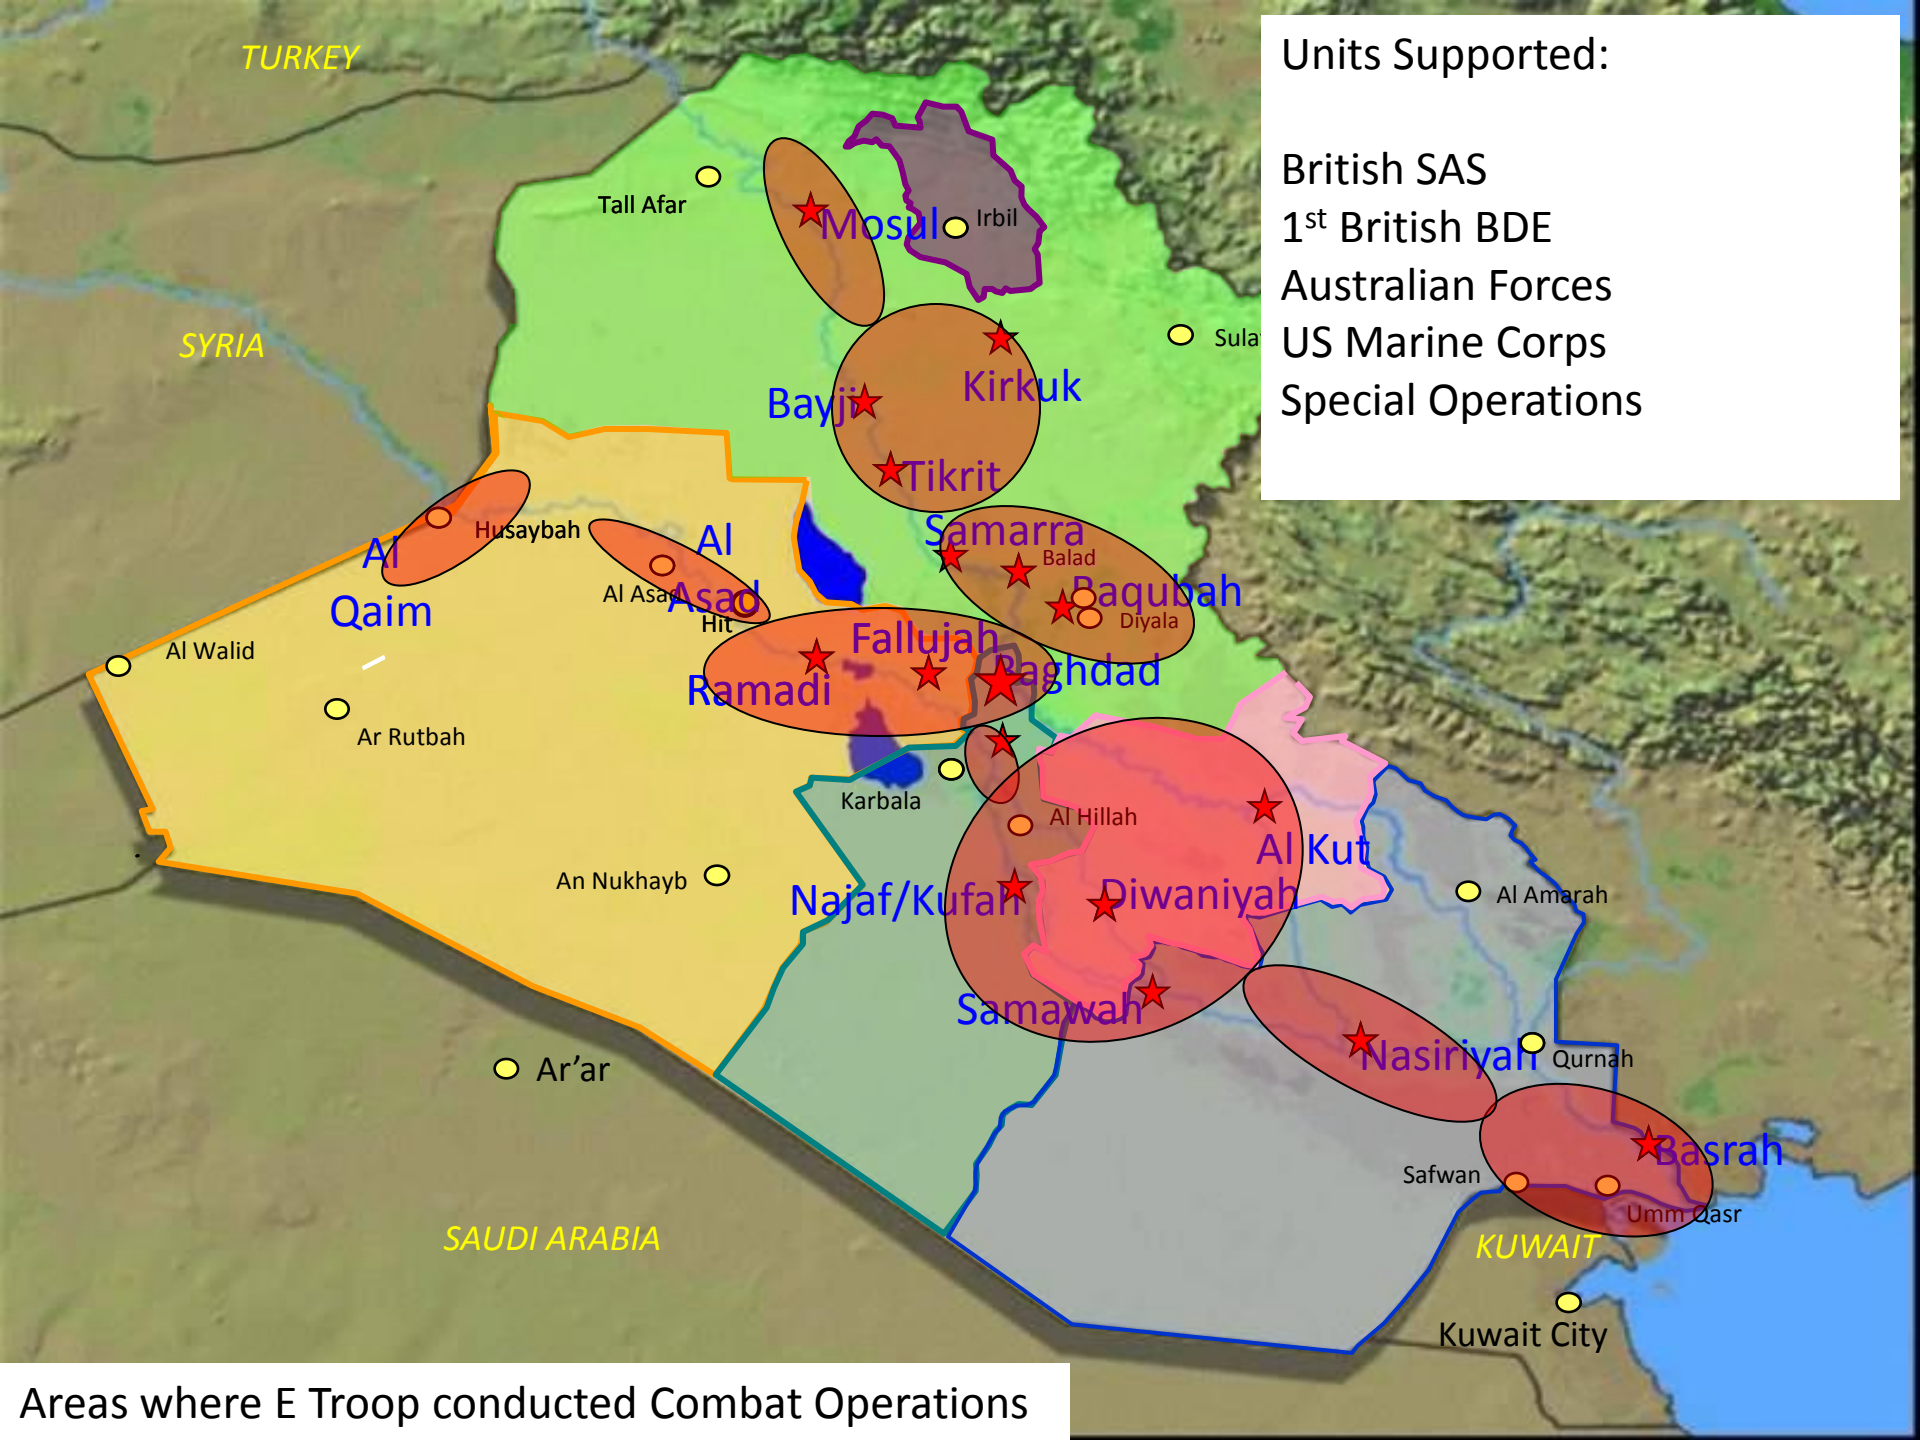 TURKEY
Units Supported:
British SAS
1st British BDE
Australian Forces
US Marine Corps
Special Operations
Tall Afar
Mosul
Irbil
SYRIA
Sula
Kirkuk
Bayji
Tikrit
Samarra
Husaybah
Al
Qaim
Al
Asad
Al Asad
Hit
Balad
Baqubah
Diyala
Fallujah
Baghdad
Ramadi
Al Walid
Ar Rutbah
Karbala
Al Hillah
Al Kut
An Nukhayb
Najaf/Kufah
Diwaniyah
Al Amarah
Samawah
Nasiriyah
Qurnah
Ar’ar
Basrah
Safwan
Umm Qasr
SAUDI ARABIA
KUWAIT
Kuwait City
Areas where E Troop conducted Combat Operations